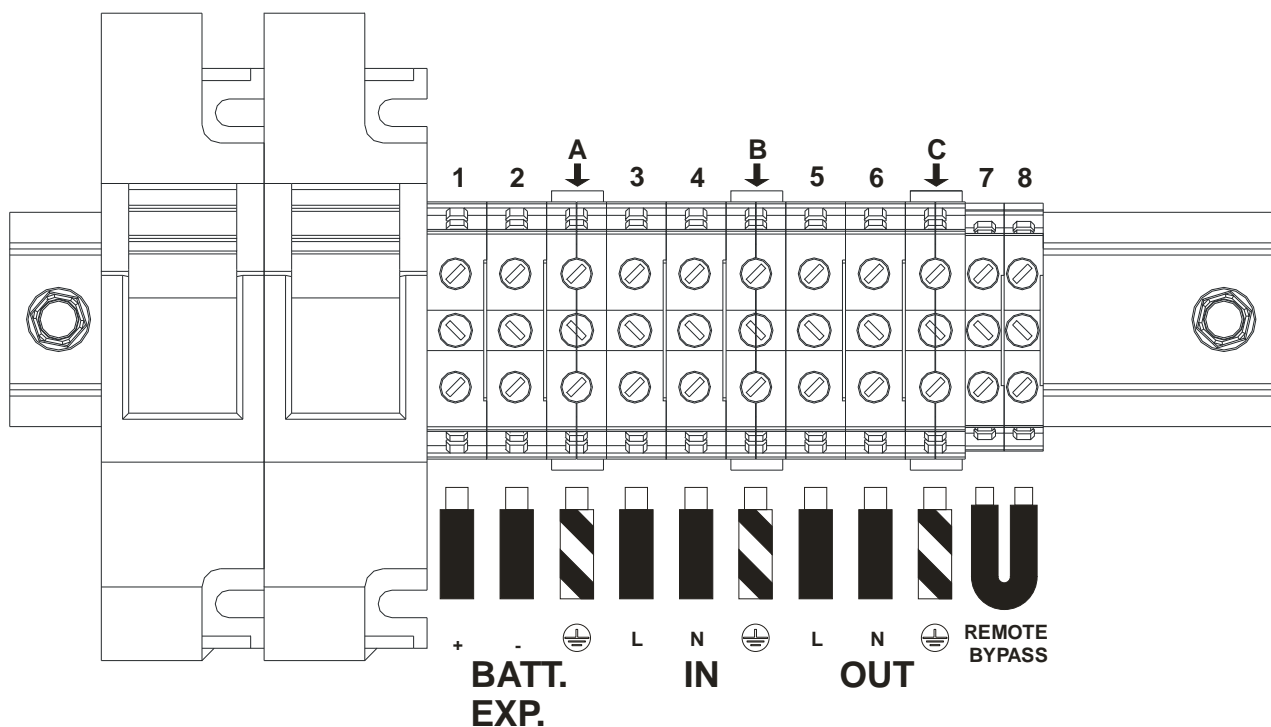 A B C
1 2 3 4 5 6 7 8
+ - L N L N REMOTE
BYPASS
BATT. IN OUT
EXP.